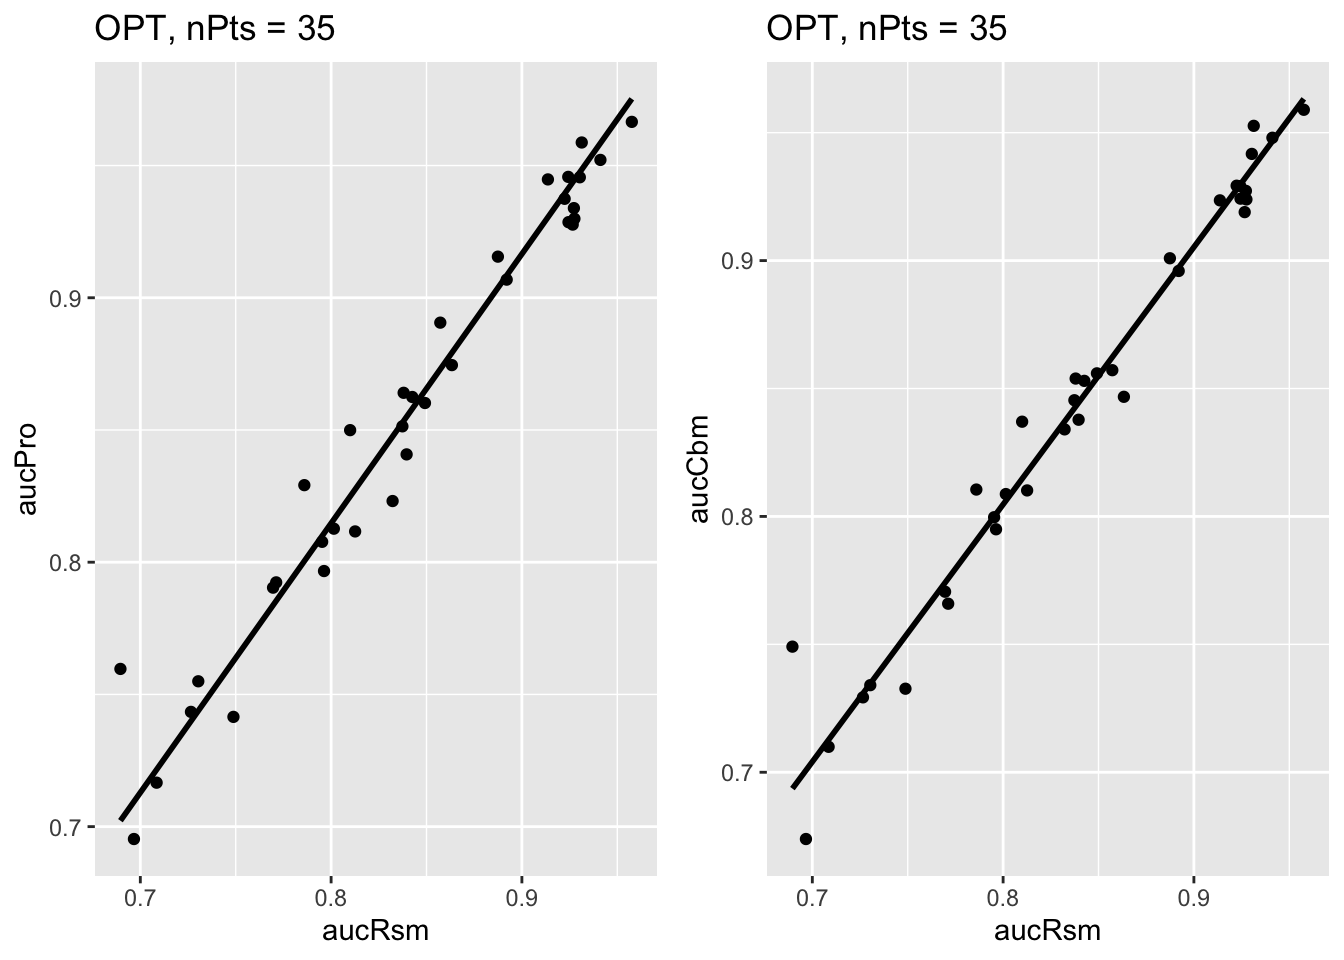 OPT, nPts = 35
aucPro
0.9
0.8
0.7
0.7 0.8 0.9
aucRsm
OPT, nPts = 35
aucCbm
0.9
0.8
0.7
0.7 0.8 0.9
aucRsm